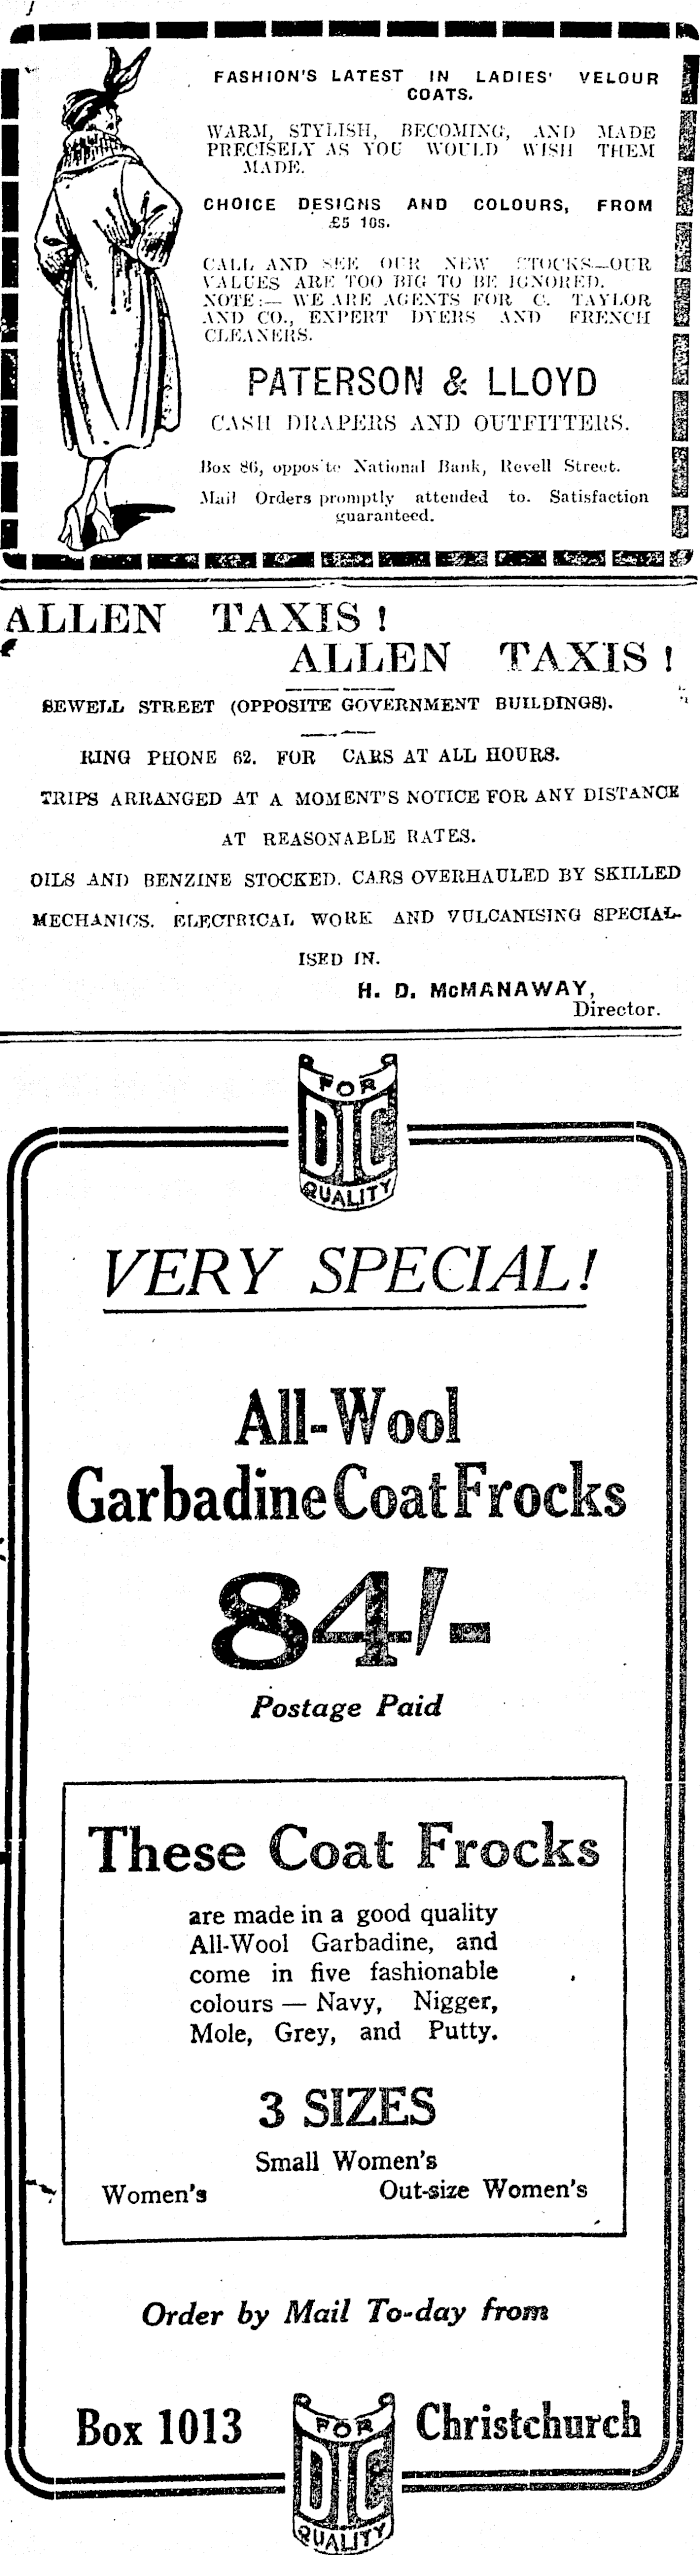 FASHION'S LATEST IN LADIES' VELOUR
COATS.
WARM, STYLISH, BECOMING, AND MADE
PRECISELY AS YOU WOULD WISH THEM
MADE.
CHOICE DESIGNS AND COLOURS, FROM
£5 10s.
CALL AND SEE OUR NEW STOCKS—OUR
VALUES ARE TOO BIG TO BE IGNORED.
NOTE:— WE ARE AGENTS FOR C. TAYLOR
AND CO., EXPERT DYERS AND FRENCH
CLEANERS.
PATERSON & LLOYD
CASH DRAPERS AND OUTFITTERS.
Box 86, opposite National Bank, Revell Street.
Mail Orders promptly attended to. Satisfaction
guaranteed.
ALLEN TAXIS!
ALLEN TAXIS!
SEWELL STREET (OPPOSITE GOVERNMENT BUILDINGS).
RING PHONE 62. FOR CARS AT ALL HOURS.
TRIPS ARRANGED AT A MOMENT'S NOTICE FOR ANY DISTANCE
AT REASONABLE RATES.
OILS AND BENZINE STOCKED. CARS OVERHAULED BY SKILLED
MECHANICS. ELECTRICAL WORK AND VULCANISING SPECIAL-
ISED IN.
H. D. McMANAWAY,
Director.
FOR
DIC
QUALITY
VERY SPECIAL!
All-Wool
Garbadine Coat Frocks
84/-
Postage Paid
These Coat Frocks
are made in a good quality
All-Wool Garbadine, and
come in five fashionable
colours — Navy, Nigger,
Mole, Grey, and Putty.
3 SIZES
Small Women's
Women's Out-size Women's
Order by Mail To-day from
Box 1013
FOR
DIC
QUALITY
Christchurch